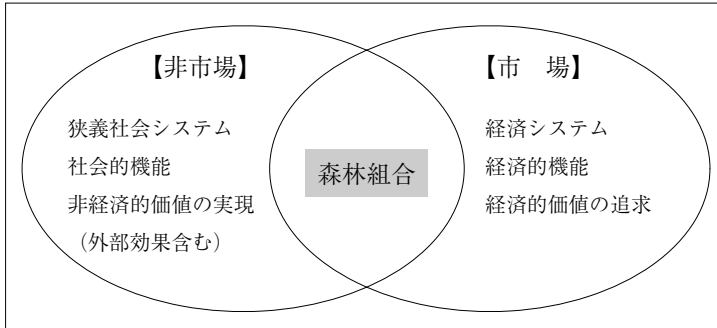 【非市場】
狭義社会システム
社会的機能
非経済的価値の実現
（外部効果含む）
森林組合
【市　場】
経済システム
経済的機能
経済的価値の追求